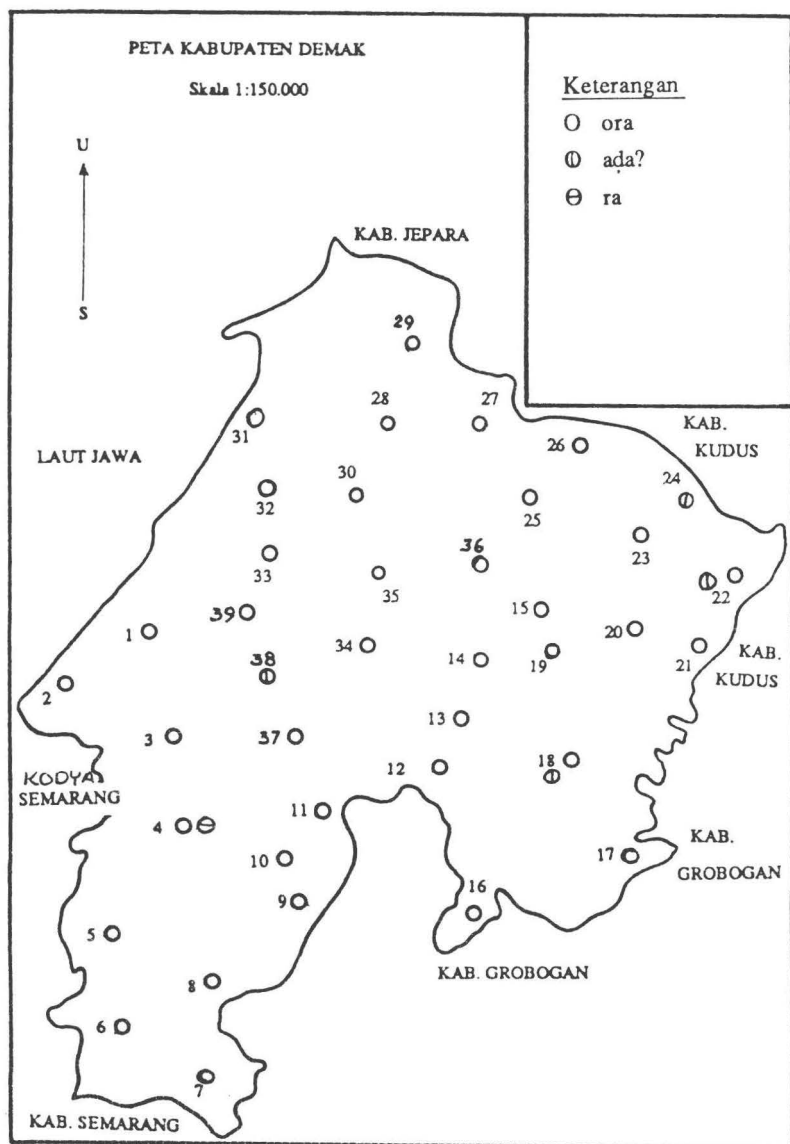 PETA KABUPATEN DEMAK
Skala 1:150.000
Keterangan
ora
ada?
ra
U
S
KAB. JEPARA
29
28
27
31
26
KAB.
KUDUS
LAUT JAWA
24
30
32
25
23
36
33
35
22
39
15
1
20
34
14
19
21
KAB.
KUDUS
38
2
13
3
37
12
18
KODYA
SEMARANG
11
4
10
17
KAB.
GROBOGAN
9
16
5
KAB. GROBOGAN
8
6
7
KAB. SEMARANG